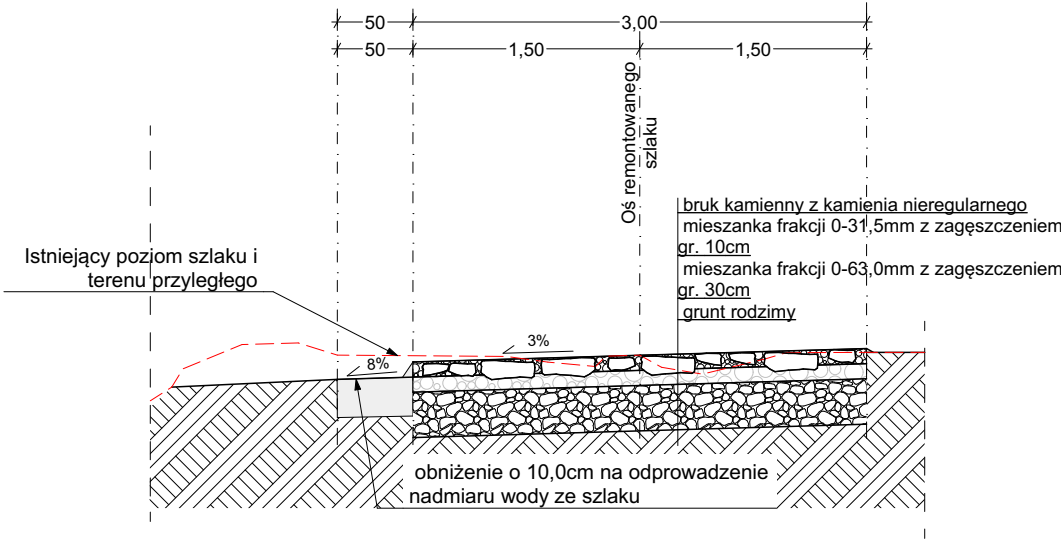 50
3,00
50
1,50
1,50
Oś remontowanego
szlaku
bruk kamienny z kamienia nieregularnego
mieszanka frakcji 0-31,5mm z zagęszczeniem
gr. 10cm
mieszanka frakcji 0-63,0mm z zagęszczeniem
gr. 30cm
grunt rodzimy
Istniejący poziom szlaku i
terenu przyległego
3%
8%
obniżenie o 10,0cm na odprowadzenie
nadmiaru wody ze szlaku